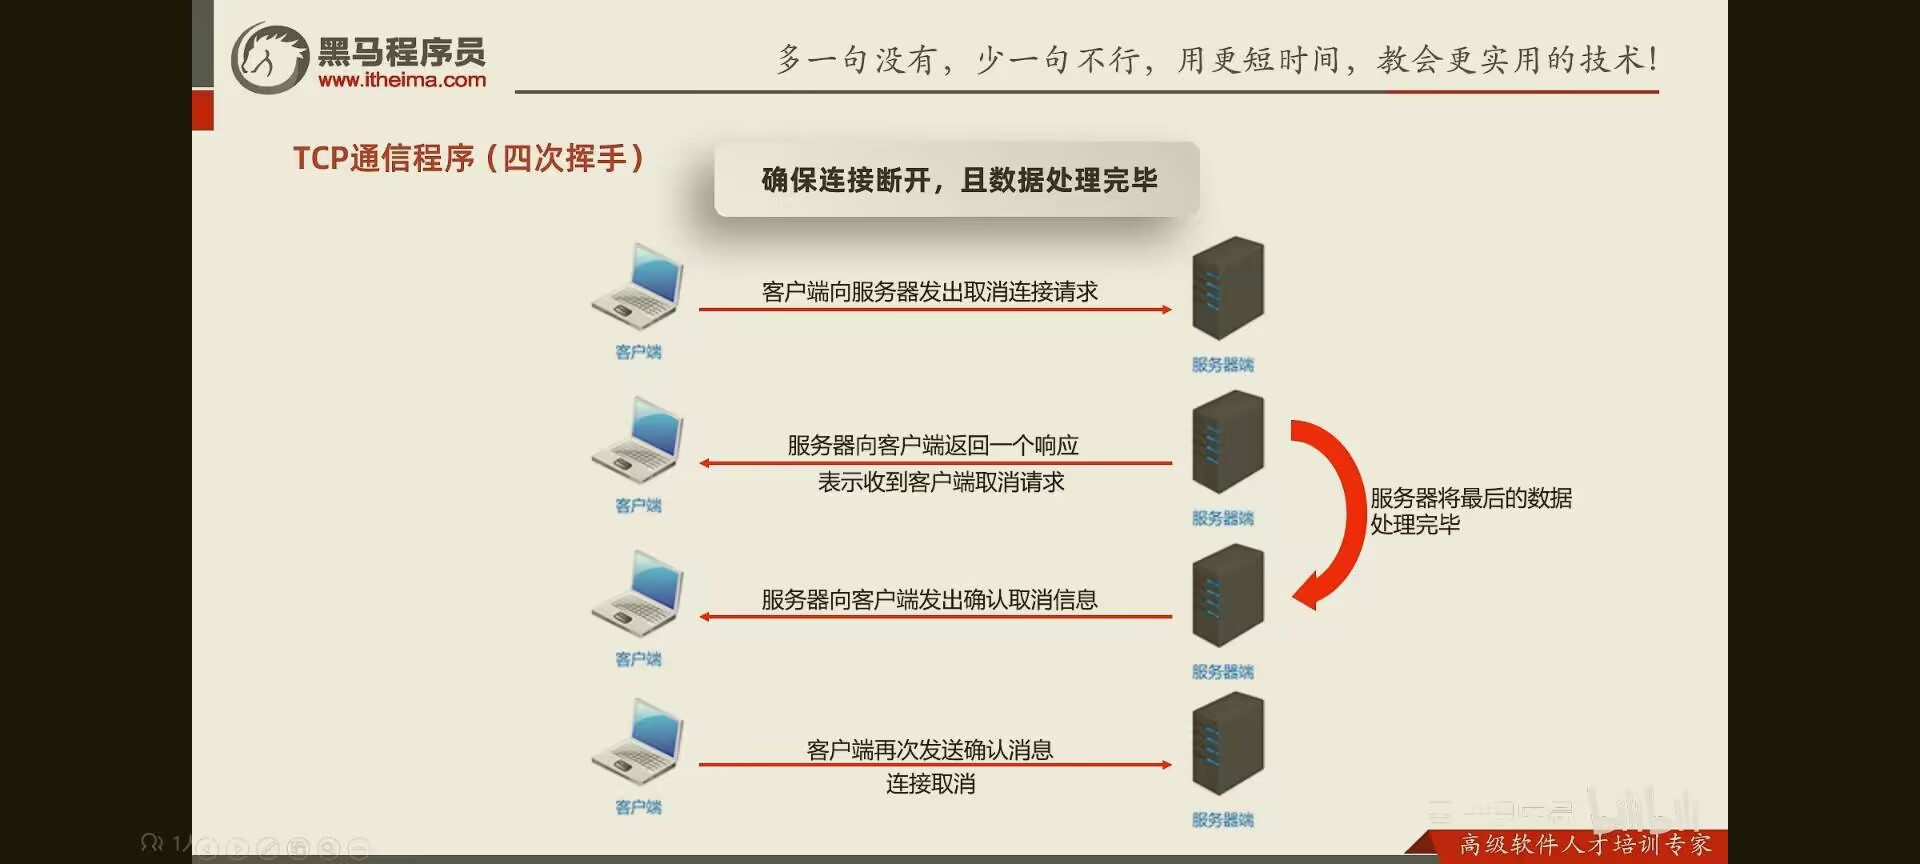 黑马程序员
www.itheima.com
多一句没有，少一句不行，用更短时间，教会更实用的技术！
TCP通信程序（四次挥手）
确保连接断开，且数据处理完毕
客户端向服务器发出取消连接请求
客户端
服务器端
服务器向客户端返回一个响应
表示收到客户端取消请求
客户端
服务器端
服务器将最后的数据
处理完毕
服务器向客户端发出确认取消信息
客户端
服务器端
客户端再次发送确认消息
连接取消
客户端
服务器端
bilibili
高级软件人才培训专家